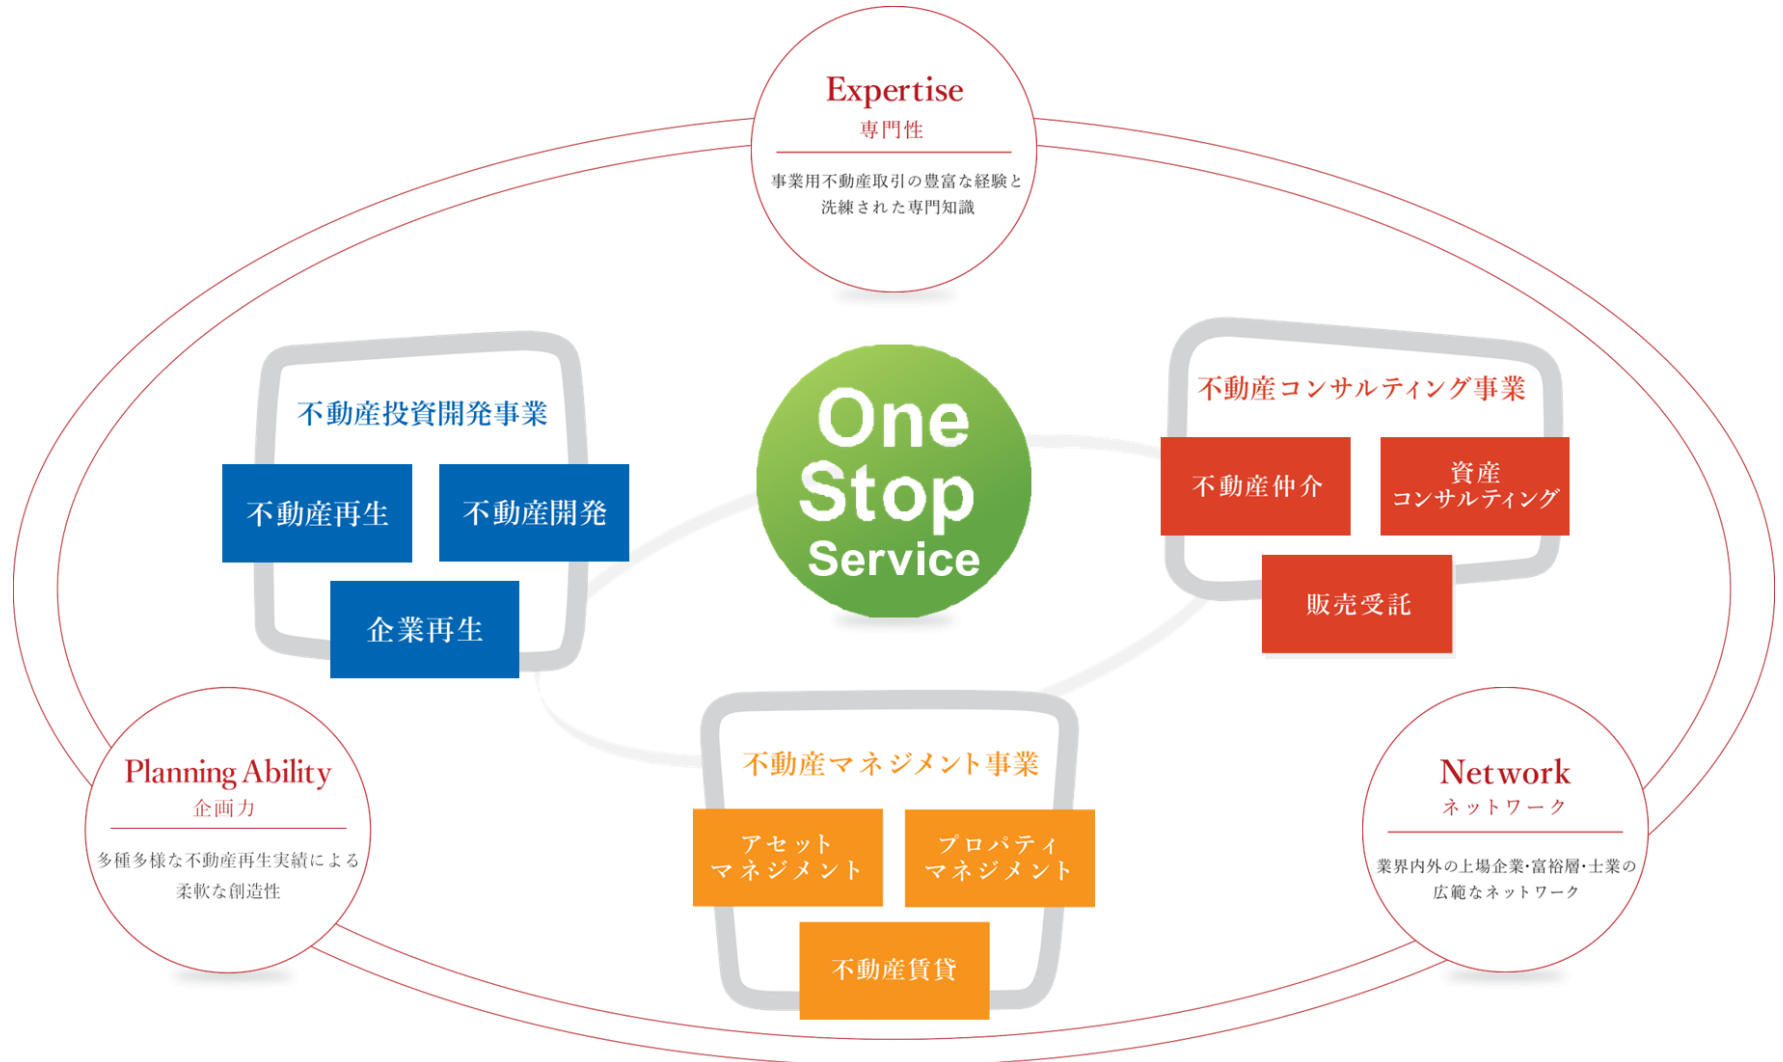 Expertise
専門性
事業用不動産取引の豊富な経験と
洗練された専門知識
不動産投資開発事業
不動産再生
不動産開発
企業再生
One
Stop
Service
不動産コンサルティング事業
不動産仲介
資産
コンサルティング
販売受託
Planning Ability
企画力
多種多様な不動産再生実績による
柔軟な創造性
不動産マネジメント事業
アセット
マネジメント
プロパティ
マネジメント
不動産賃貸
Network
ネットワーク
業界内外の上場企業・富裕層・士業の
広範なネットワーク